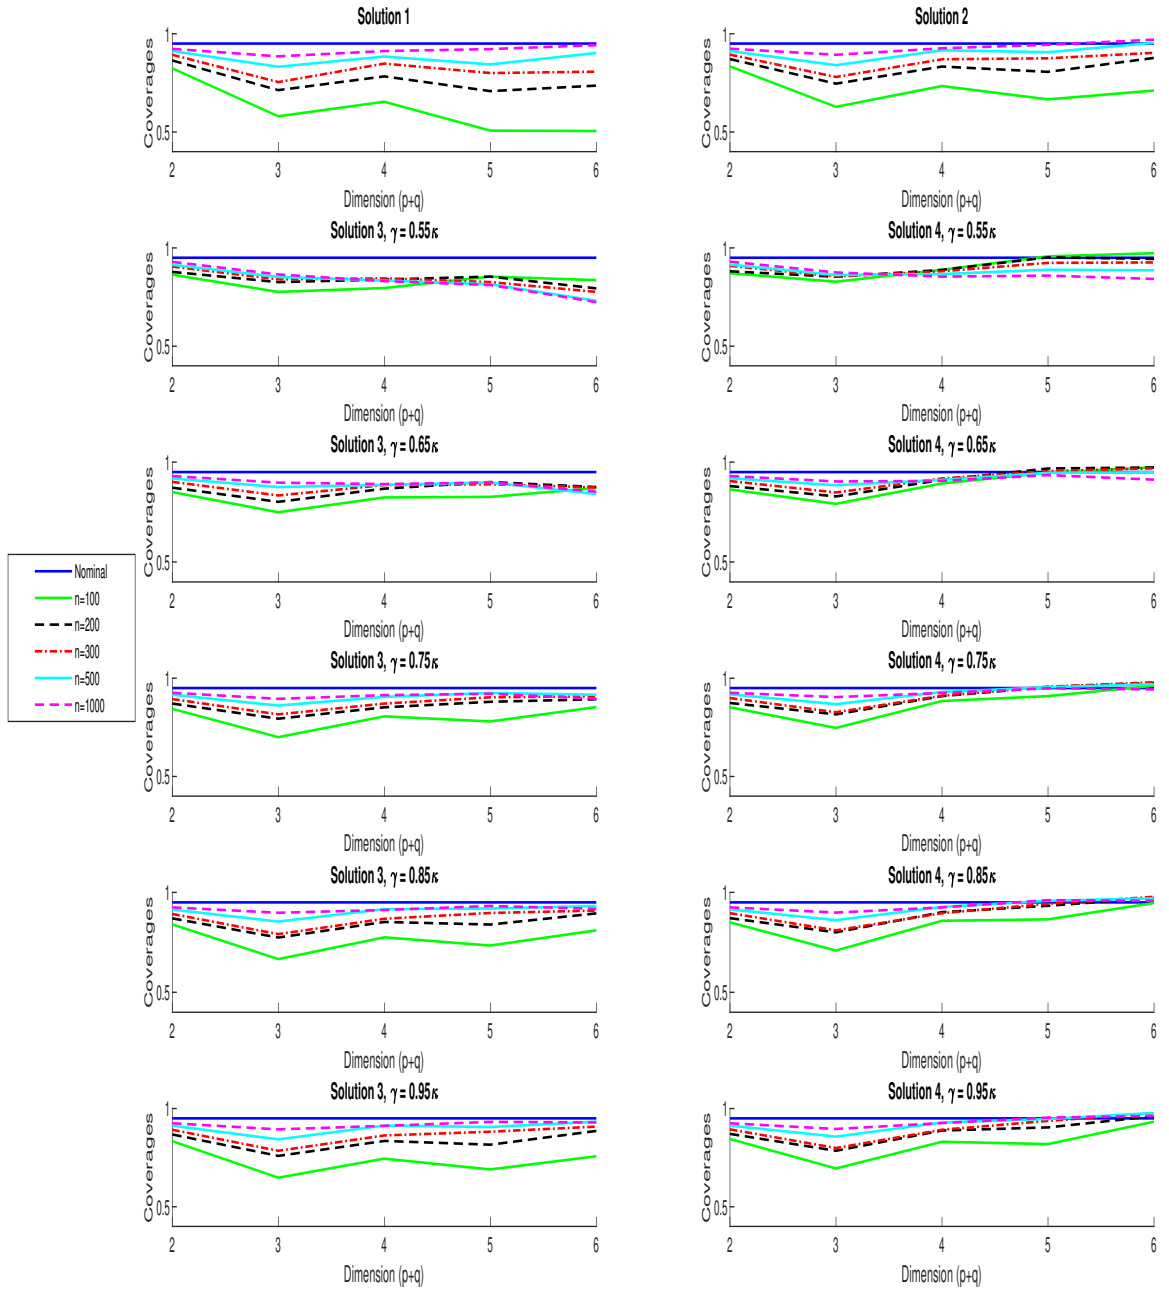 Solution 1
1
0.5
Coverages
2 3 4 5 6
Dimension (p+q)
Solution 2
1
0.5
Coverages
2 3 4 5 6
Dimension (p+q)
Solution 3, γ = 0.55κ
1
0.5
Coverages
2 3 4 5 6
Dimension (p+q)
Solution 4, γ = 0.55κ
1
0.5
Coverages
2 3 4 5 6
Dimension (p+q)
Solution 3, γ = 0.65κ
1
0.5
Coverages
2 3 4 5 6
Dimension (p+q)
Solution 4, γ = 0.65κ
1
0.5
Coverages
2 3 4 5 6
Dimension (p+q)
Nominal
n=100
n=200
n=300
n=500
n=1000
Solution 3, γ = 0.75κ
1
0.5
Coverages
2 3 4 5 6
Dimension (p+q)
Solution 4, γ = 0.75κ
1
0.5
Coverages
2 3 4 5 6
Dimension (p+q)
Solution 3, γ = 0.85κ
1
0.5
Coverages
2 3 4 5 6
Dimension (p+q)
Solution 4, γ = 0.85κ
1
0.5
Coverages
2 3 4 5 6
Dimension (p+q)
Solution 3, γ = 0.95κ
1
0.5
Coverages
2 3 4 5 6
Dimension (p+q)
Solution 4, γ = 0.95κ
1
0.5
Coverages
2 3 4 5 6
Dimension (p+q)